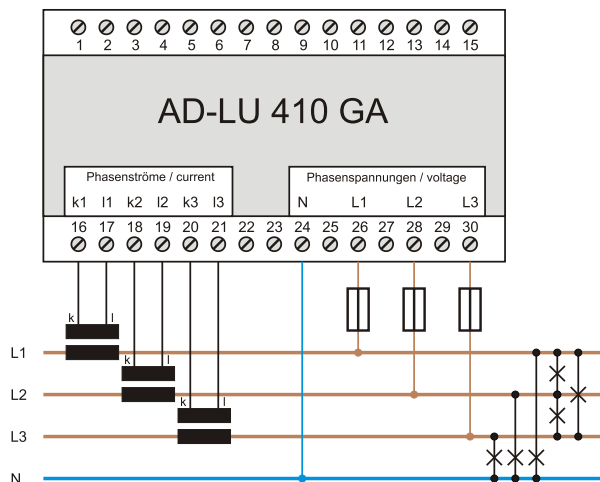 1 2 3 4 5 6 7 8 9 10 11 12 13 14 15
AD-LU 410 GA
Phasenströme / current
Phasenspannungen / voltage
k1 l1 k2 l2 k3 l3
N L1 L2 L3
16 17 18 19 20 21 22 23 24 25 26 27 28 29 30
k l
L1
k l
L2
k l
L3
N